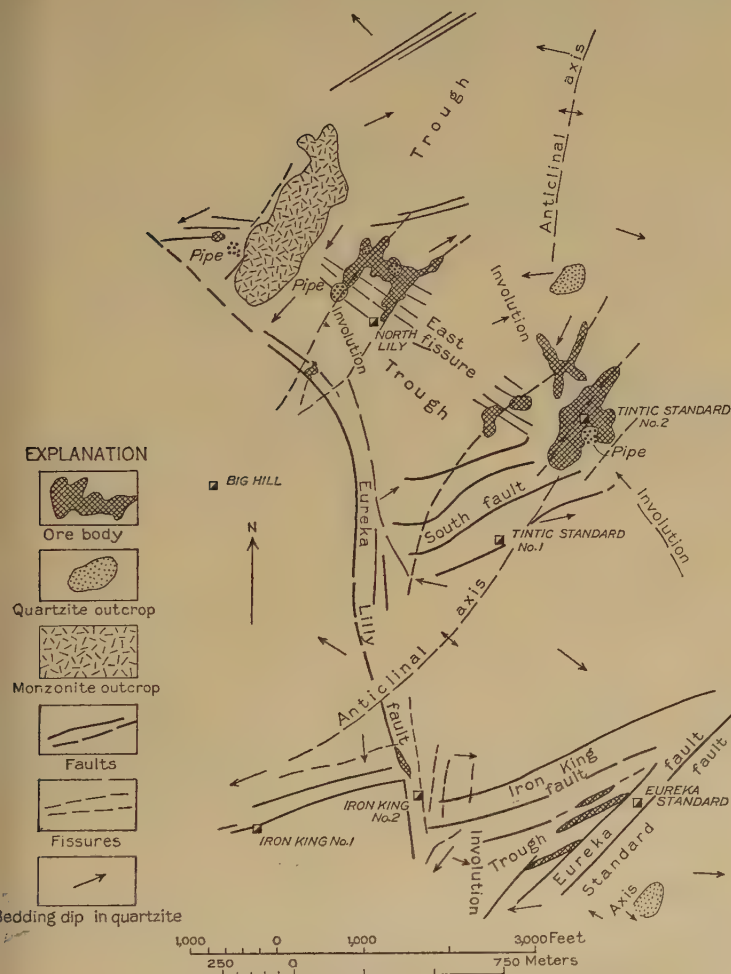 Trough
Anticlinal axis
Pipe
Pipe
Involution
NORTH
LILY
East
fissure
Trough
Involution
TINTIC STANDARD
No.2
Pipe
Involution
EXPLANATION
Ore body
Quartzite outcrop
Monzonite outcrop
Faults
Fissures
Bedding dip in quartzite
BIG HILL
N
Eureka
Lilly
fault
South fault
TINTIC STANDARD
No.1
Anticlinal axis
Iron King
fault
IRON KING
No.2
IRON KING No.1
Involution
Trough
Eureka
Standard
fault
fault
EUREKA
STANDARD
Axis
1,000 0 1,000 3,000 Feet
250 0 750 Meters